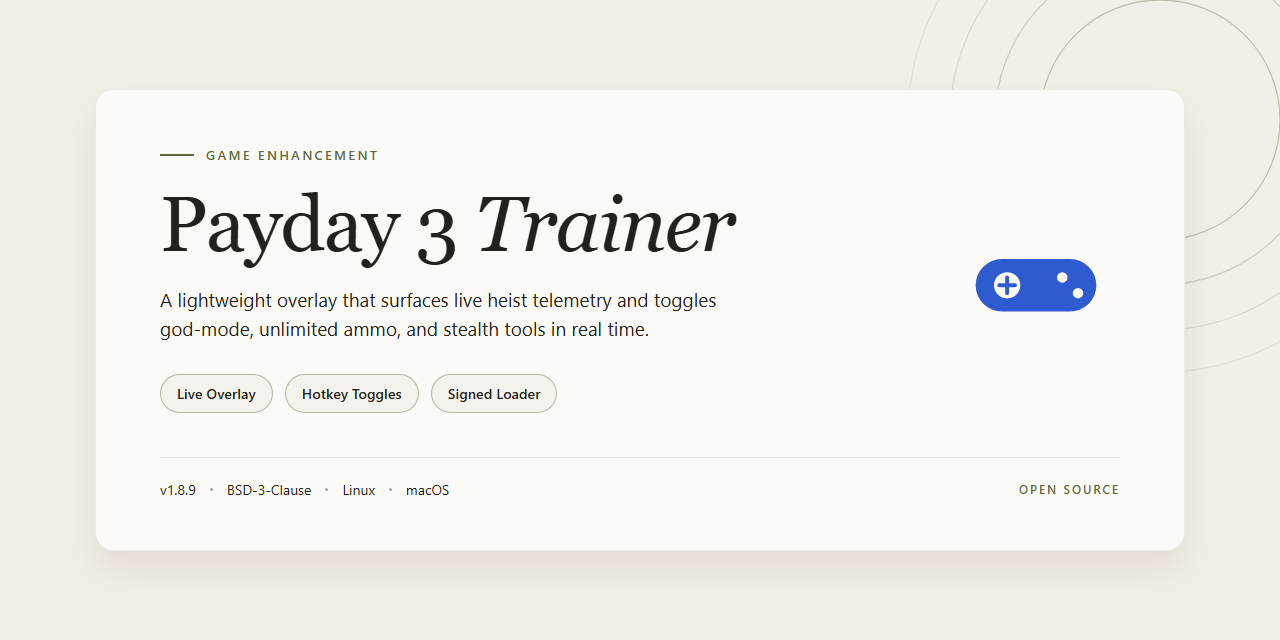 GAME ENHANCEMENT
Payday 3 Trainer
A lightweight overlay that surfaces live heist telemetry and toggles
god-mode, unlimited ammo, and stealth tools in real time.
Live Overlay Hotkey Toggles Signed Loader
v1.8.9 • BSD-3-Clause • Linux • macOS OPEN SOURCE